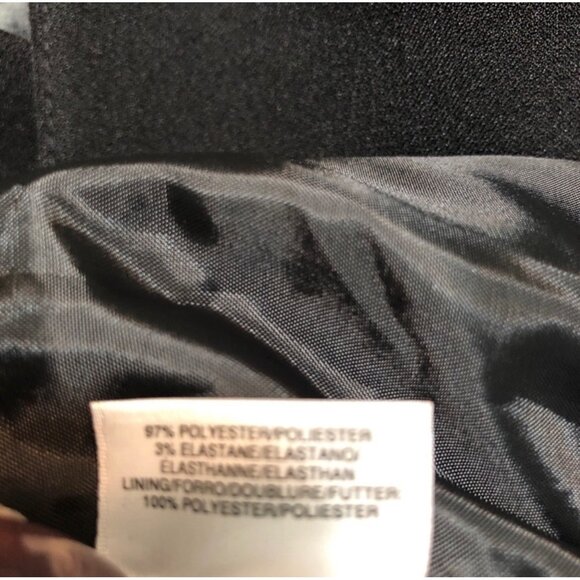 97% POLYESTER/POLIESTER
3% ELASTANE/ELASTANO/
ELASTHANNE/ELASTHAN
LINING/FORRO/DOUBLURE/FUTTER:
100% POLYESTER/POLIESTER